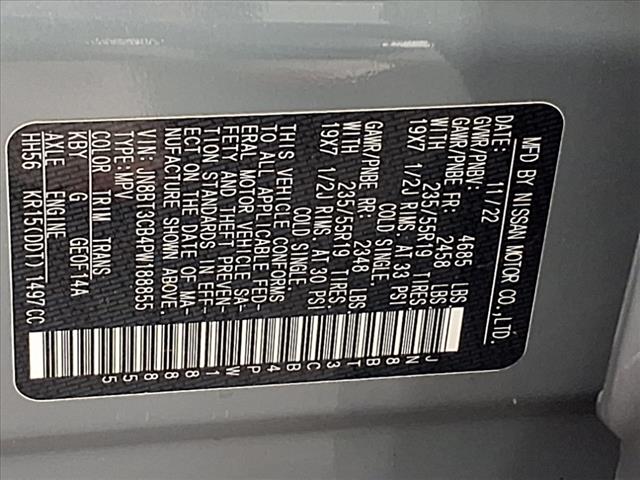 MFD BY NISSAN MOTOR CO.,LTD.
DATE: 11/22
GVWR/PNBV: 4685 LBS
GAWR/PNBE FR: 2458 LBS
WITH 235/55R19 TIRES
19X7 1/2J RIMS, AT 33 PSI
COLD SINGLE,
GAWR/PNBE RR: 2348 LBS
WITH 235/55R19 TIRES
19X7 1/2J RIMS, AT 30 PSI
COLD SINGLE.
THIS VEHICLE CONFORMS
TO ALL APPLICABLE FED-
ERAL MOTOR VEHICLE SA-
FETY AND THEFT PREVEN-
TION STANDARDS IN EFF-
ECT ON THE DATE OF MA-
NUFACTURE SHOWN ABOVE.
VIN: JN8BT3CB4PW188855
TYPE: MPV
COLOR TRIM TRANS
KBY G GE0F14A
AXLE ENGINE
HH56 KR15(DDT) 1497CC
JN8BT3CB4PW188855